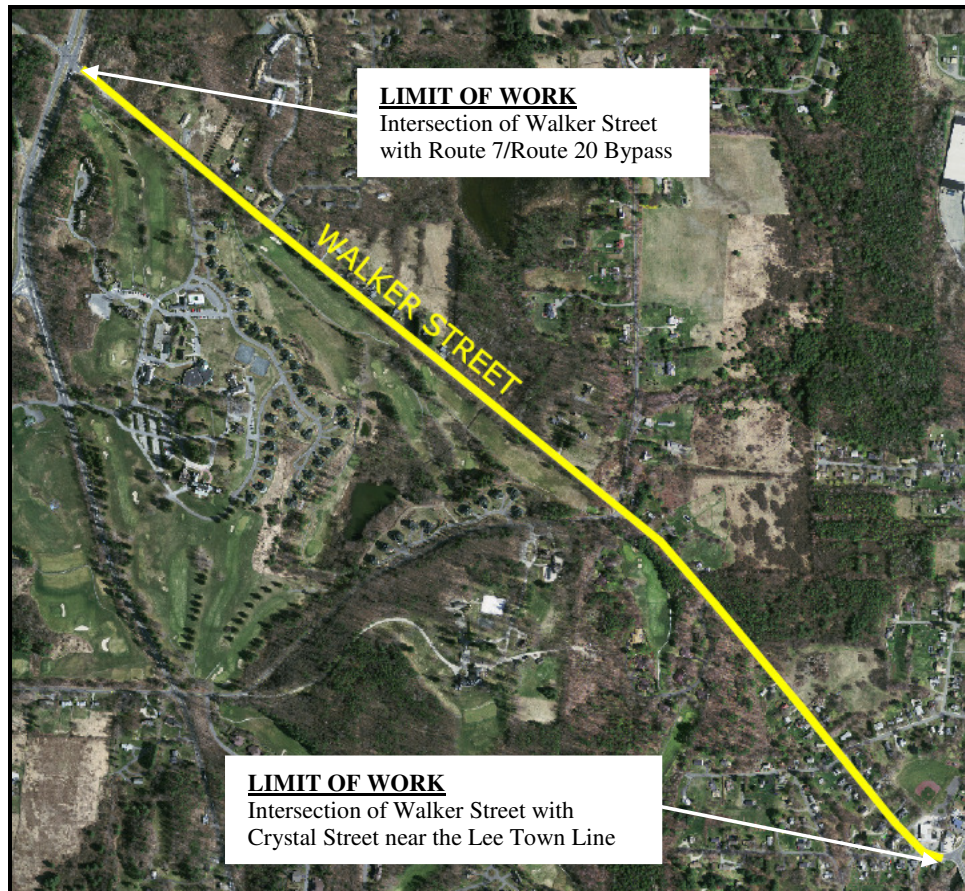 LIMIT OF WORK
Intersection of Walker Street
with Route 7/Route 20 Bypass
WALKER STREET
LIMIT OF WORK
Intersection of Walker Street with
Crystal Street near the Lee Town Line